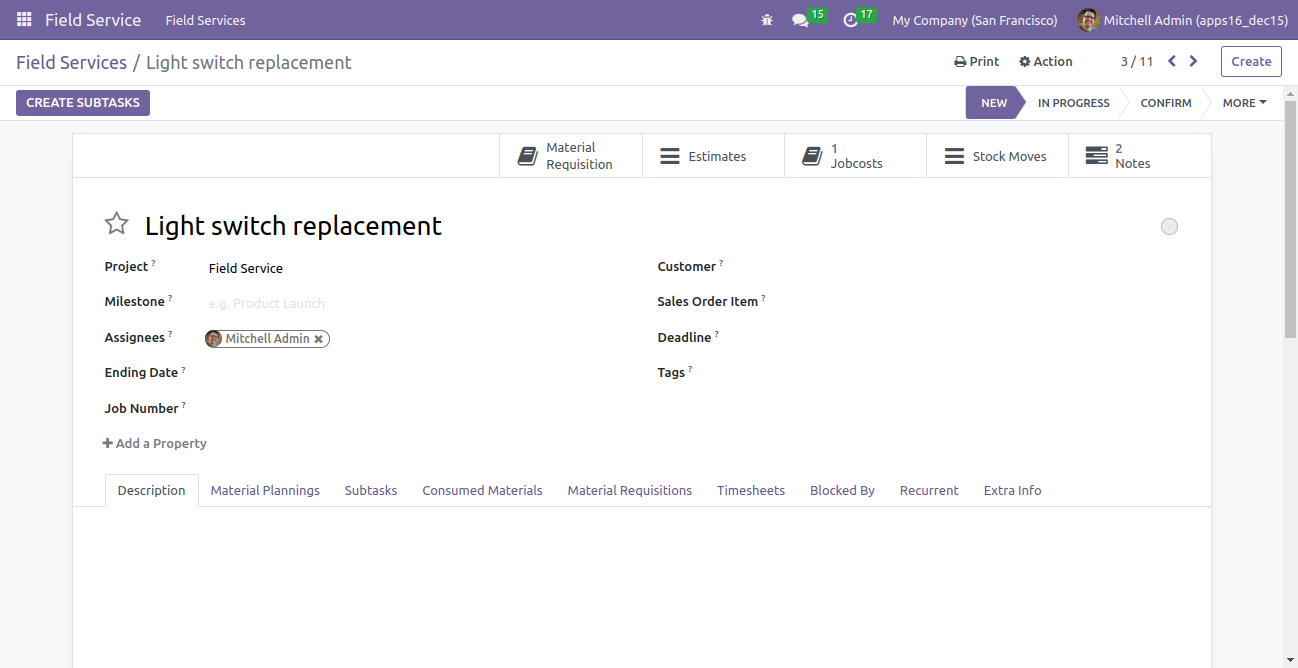 Field Service Field Services 15 17 My Company (San Francisco) Mitchell Admin (apps16_dec15)
Field Services / Light switch replacement Print Action 3 / 11 Create
CREATE SUBTASKS NEW IN PROGRESS CONFIRM MORE
Material Requisition Estimates 1 Jobcosts Stock Moves 2 Notes
Light switch replacement
Project ? Field Service Customer ?
Milestone ? e.g. Product Launch Sales Order Item ?
Assignees ? Mitchell Admin Deadline ?
Ending Date ? Tags ?
Job Number ?
Add a Property
Description Material Plannings Subtasks Consumed Materials Material Requisitions Timesheets Blocked By Recurrent Extra Info